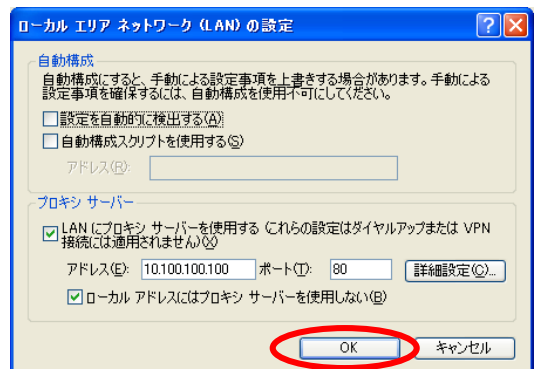 ローカル エリア ネットワーク (LAN) の設定
自動構成
自動構成にすると、手動による設定事項を上書きする場合があります。手動による
設定事項を確保するには、自動構成を使用不可にしてください。
設定を自動的に検出する(A)
自動構成スクリプトを使用する(S)
アドレス(R):
プロキシ サーバー
LAN にプロキシ サーバーを使用する (これらの設定はダイヤルアップまたは VPN
接続には適用されません)(X)
アドレス(E): 10.100.100.100 ポート(T): 80 詳細設定(C)...
ローカル アドレスにはプロキシ サーバーを使用しない(B)
OK キャンセル